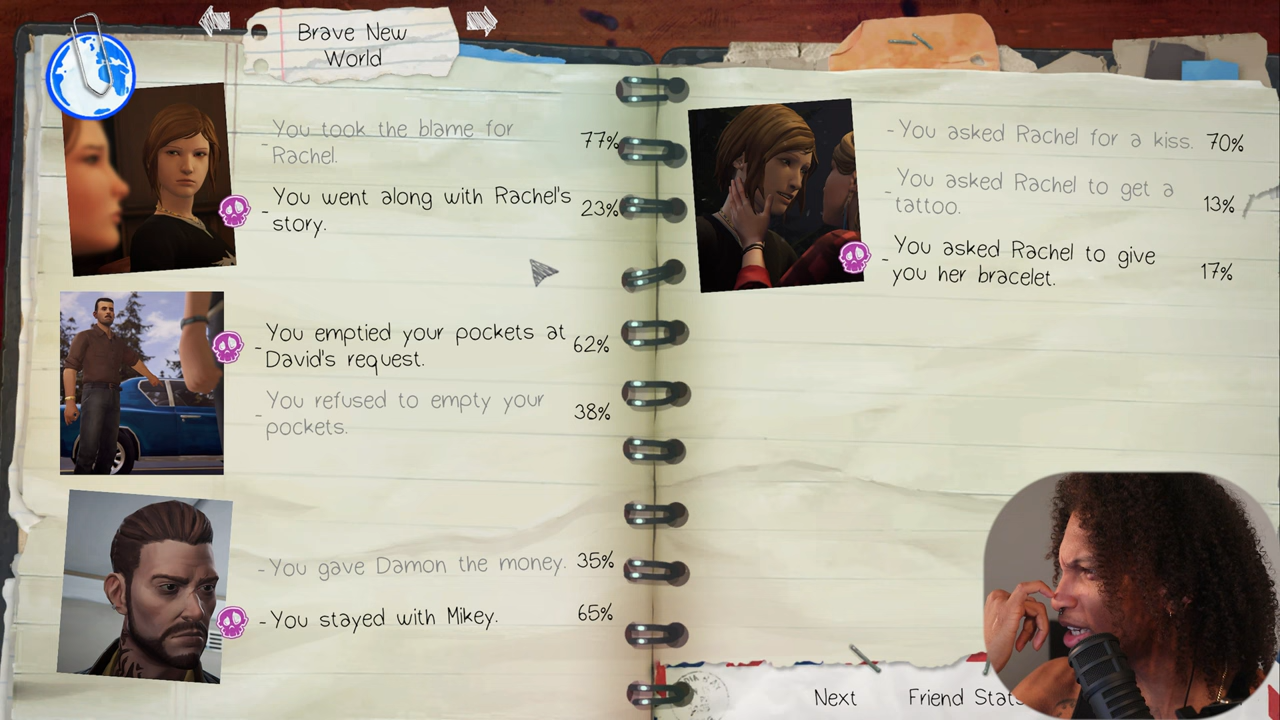 Brave New
World
You took the blame for
- Rachel. 77%
You went along with Rachel's
- story. 23%
You emptied your pockets at
- David's request. 62%
You refused to empty your
- pockets. 38%
-You gave Damon the money. 35%
-You stayed with Mikey. 65%
-You asked Rachel for a kiss. 70%
You asked Rachel to get a
- tattoo. 13%
You asked Rachel to give
- you her bracelet. 17%
Next Friend Stats